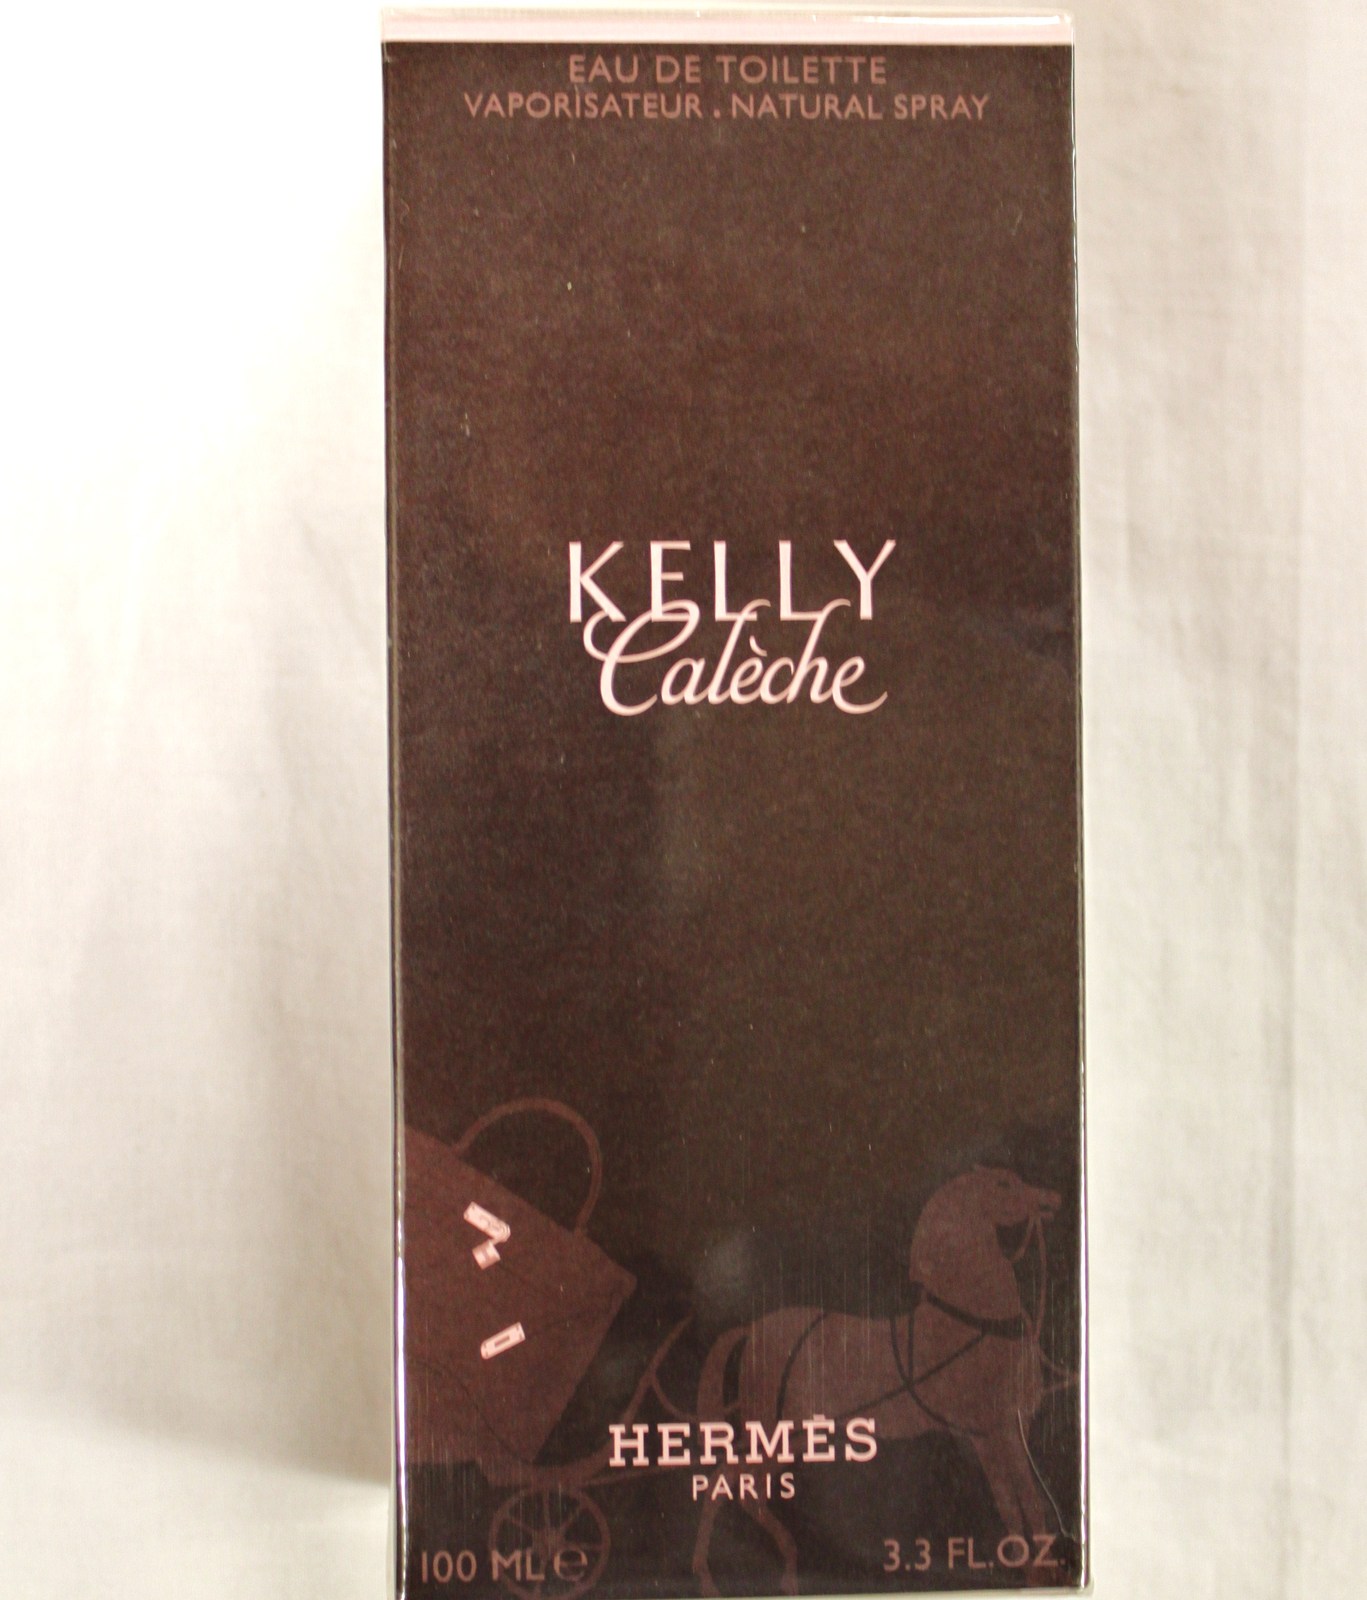 EAU DE TOILETTE
VAPORISATEUR . NATURAL SPRAY
KELLY
Calèche
HERMÈS
PARIS
100 ML ℮
3.3 FL.OZ.